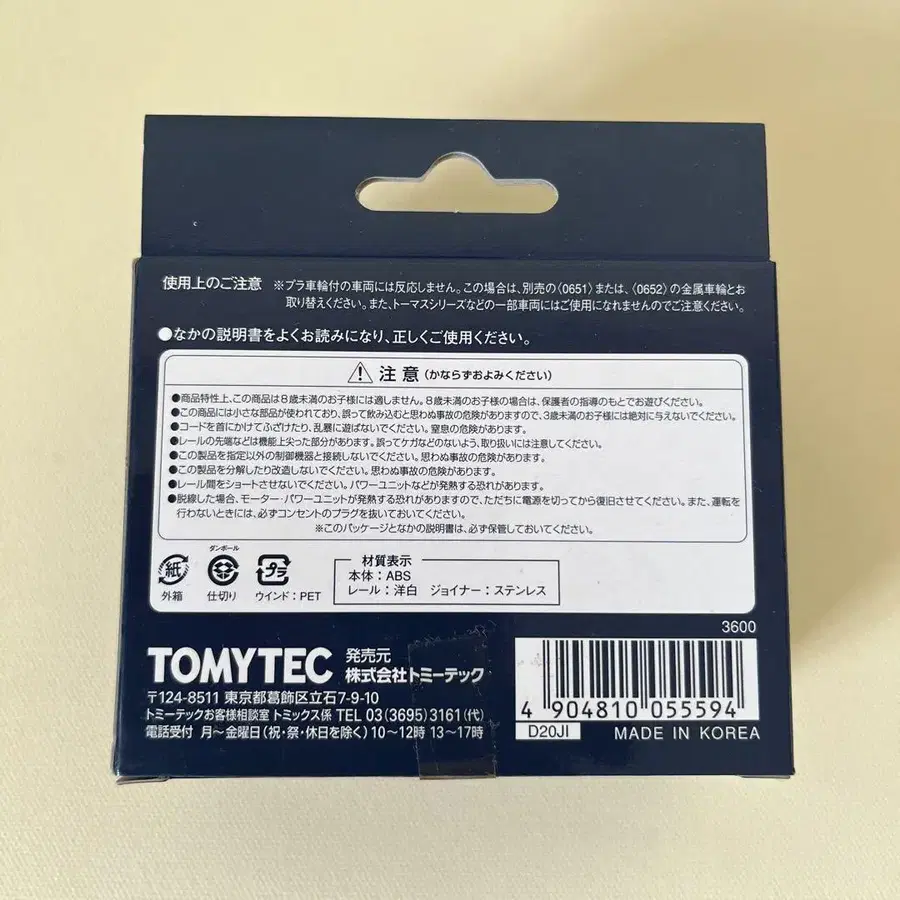 使用上のご注意 ※プラ車輪付の車両には反応しません。この場合は、別売の〈0651〉または、〈0652〉の金属車輪とお
取り替えください。また、トーマスシリーズなどの一部車両にはご使用になれませんのでご注意ください。
●なかの説明書をよくお読みになり、正しくご使用ください。
注意 (かならずおよみください)
●商品特性上、この商品は8歳未満のお子様には適しません。8歳未満のお子様の場合は、保護者の指導のもとでお遊びください。
●この商品には小さな部品が使われており、誤って飲み込むと思わぬ事故の危険がありますので、3歳未満のお子様には絶対に与えないでください。
●コードを首にかけてふざけたり、乱暴に遊ばないでください。窒息の危険があります。
●レールの先端などは機能上尖った部分があります。誤ってケガなどのないよう、取り扱いには注意してください。
●この製品を指定以外の制御機器と接続しないでください。思わぬ事故の危険があります。
●この製品を分解したり改造しないでください。思わぬ事故の危険があります。
●レール間をショートさせないでください。パワーユニットなどが発熱する恐れがあります。
●脱線した場合、モーター・パワーユニットが発熱する恐れがありますので、ただちに電源を切ってから復旧させてください。また、運転を
行わないときには、必ずコンセントのプラグを抜いておいてください。
※このパッケージとなかの説明書は、必ず保管しておいてください。
紙
外箱
ダンボール
仕切り
プラ
ウインド：PET
材質表示
本体：ABS
レール：洋白 ジョイナー：ステンレス
3600
TOMYTEC 発売元
株式会社トミーテック
〒124-8511 東京都葛飾区立石7-9-10
トミーテックお客様相談室 トミックス係 TEL 03(3695)3161(代)
電話受付 月〜金曜日(祝・祭・休日を除く)10〜12時 13〜17時
4 904810 055594
D20JI MADE IN KOREA